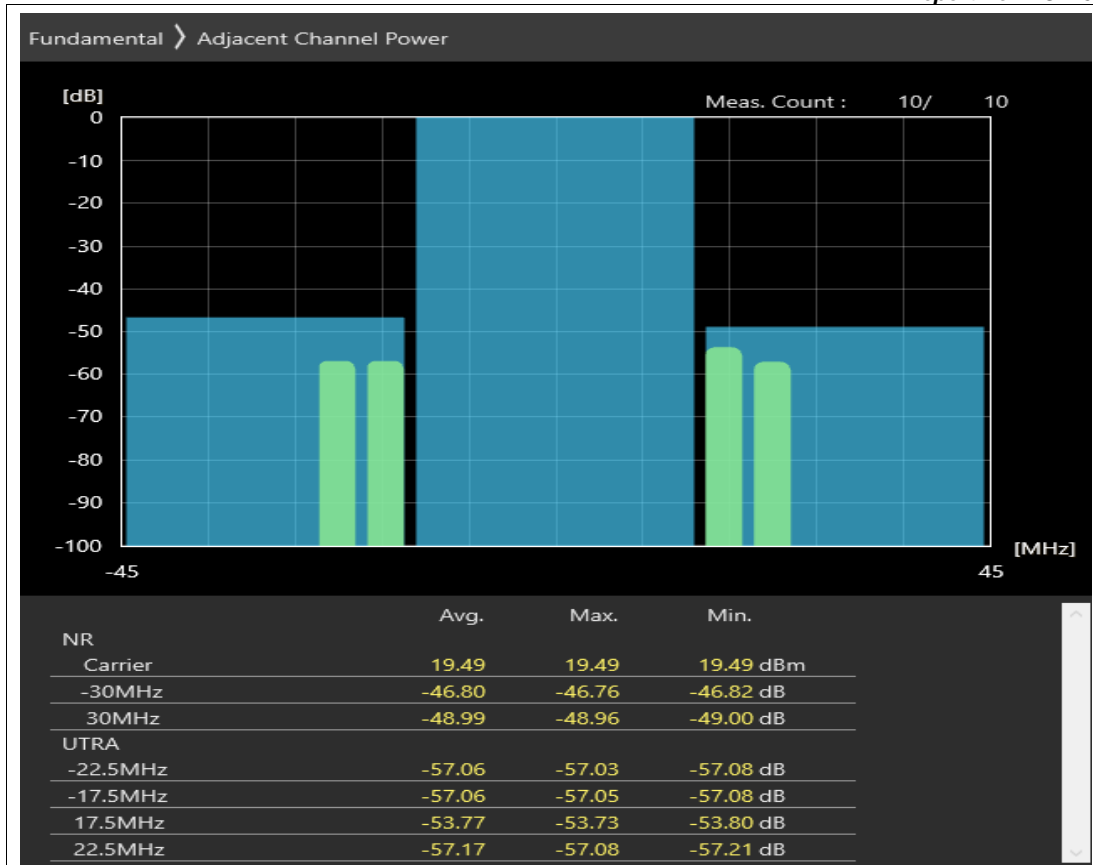 Fundamental 〉 Adjacent Channel Power
[dB]
Meas. Count : 10/ 10
0
-10
-20
-30
-40
-50
-60
-70
-80
-90
-100
[MHz]
-45 45
Avg. Max. Min.
NR
Carrier 19.49 19.49 19.49 dBm
-30MHz -46.80 -46.76 -46.82 dB
30MHz -48.99 -48.96 -49.00 dB
UTRA
-22.5MHz -57.06 -57.03 -57.08 dB
-17.5MHz -57.06 -57.05 -57.08 dB
17.5MHz -53.77 -53.73 -53.80 dB
22.5MHz -57.17 -57.08 -57.21 dB